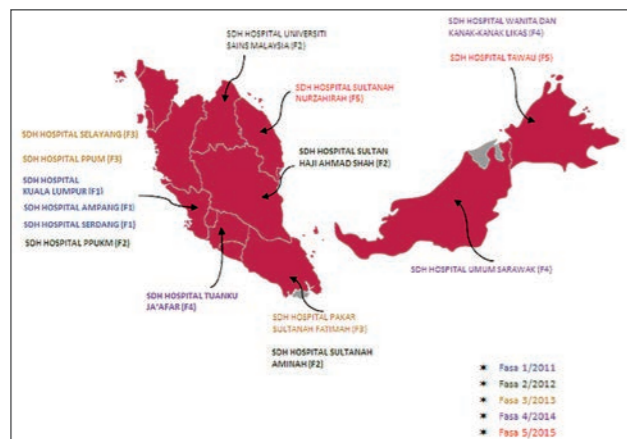 SDH HOSPITAL UNIVERSITI
SAINS MALAYSIA (F2)
SDH HOSPITAL WANITA DAN
KANAK-KANAK LIKAS (F4)
SDH HOSPITAL TAWAU (F5)
SDH HOSPITAL SULTANAH
NURZAHIRAH (F5)
SDH HOSPITAL SELAYANG (F3)
SDH HOSPITAL PPUM (F3)
SDH HOSPITAL SULTAN
HAJI AHMAD SHAH (F2)
SDH HOSPITAL
KUALA LUMPUR (F1)
SDH HOSPITAL AMPANG (F1)
SDH HOSPITAL SERDANG (F1)
SDH HOSPITAL PPUKM (F2)
SDH HOSPITAL UMUM SARAWAK (F4)
SDH HOSPITAL TUANKU
JA'AFAR (F4)
SDH HOSPITAL PAKAR
SULTANAH FATIMAH (F3)
SDH HOSPITAL SULTANAH
AMINAH (F2)
Fasa 1/2011
Fasa 2/2012
Fasa 3/2013
Fasa 4/2014
Fasa 5/2015